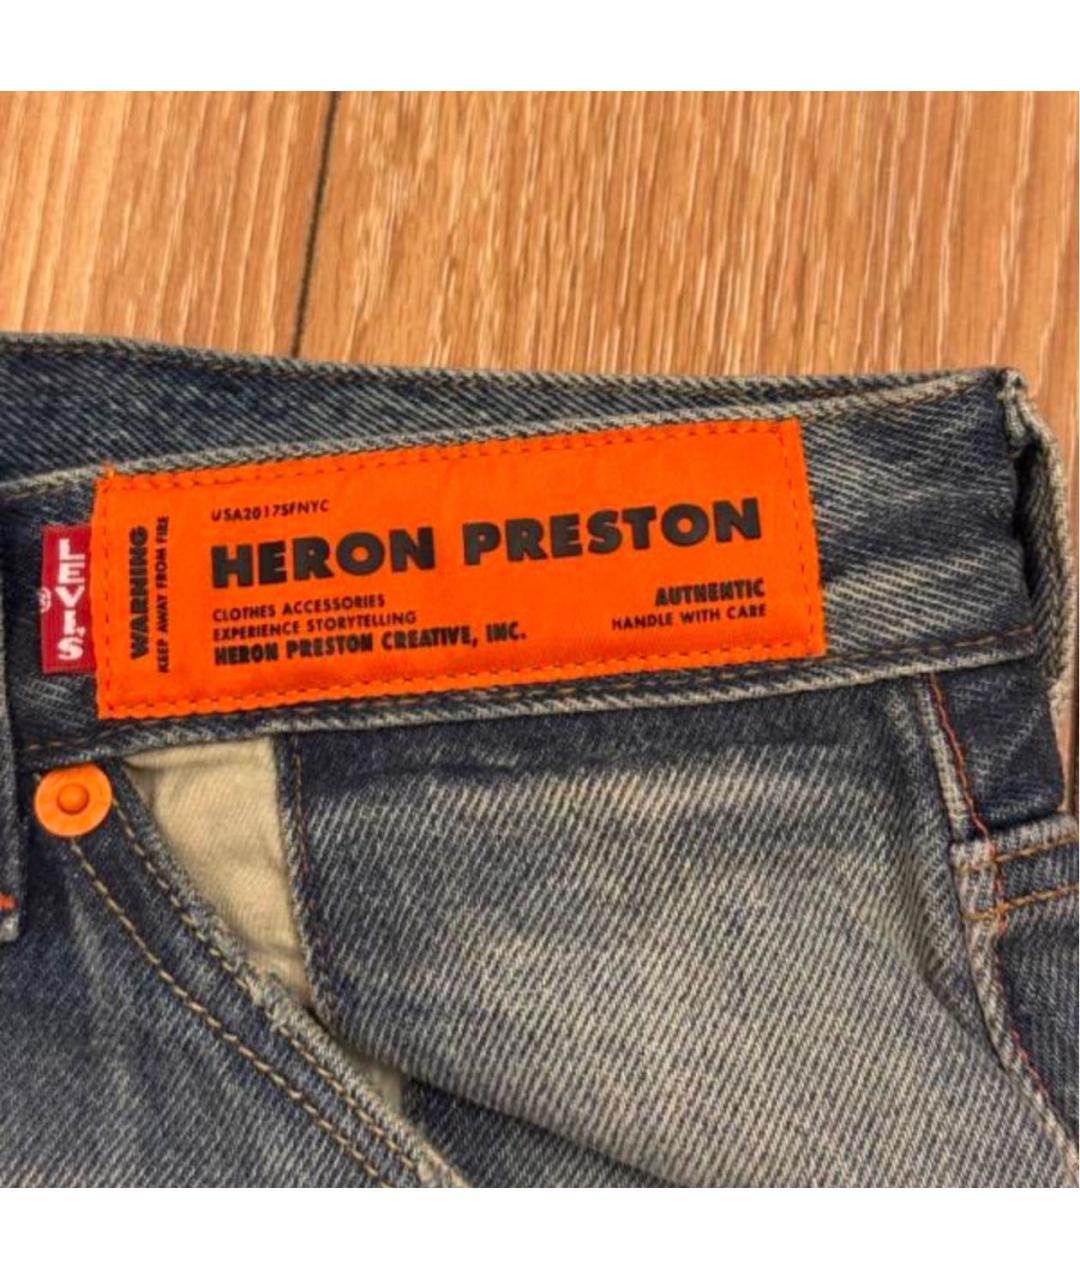 LEVI'S
®
WARNING
KEEP AWAY FROM FIRE
USA2017SFNYC
HERON PRESTON
CLOTHES ACCESSORIES
EXPERIENCE STORYTELLING
HERON PRESTON CREATIVE, INC.
AUTHENTIC
HANDLE WITH CARE